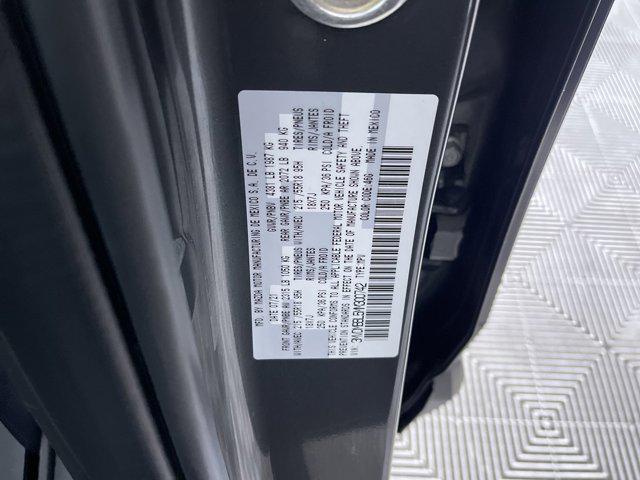 MFD. BY MAZDA MOTOR MANUFACTURING DE MEXICO S.A. DE C.V.
DATE 07/21 GVWR/PNBV 4381 LB 1987 KG
FRONT GAWR/PNBE AV 2315 LB 1050 KG REAR GAWR/PNBE AR 2072 LB 940 KG
WITH/AVEC 215/55R18 95H TIRES/PNEUS WITH/AVEC 215/55R18 95H TIRES/PNEUS
18X7J RIMS/JANTES 18X7J RIMS/JANTES
250 KPA/36 PSI COLD/A FROID 250 KPA/36 PSI COLD/A FROID
THIS VEHICLE CONFORMS TO ALL APPLICABLE FEDERAL MOTOR VEHICLE SAFETY AND THEFT
PREVENTION STANDARDS IN EFFECT ON THE DATE OF MANUFACTURE SHOWN ABOVE.
VIN: TYPE: MPV COLOR CODE: 46G MADE IN MEXICO